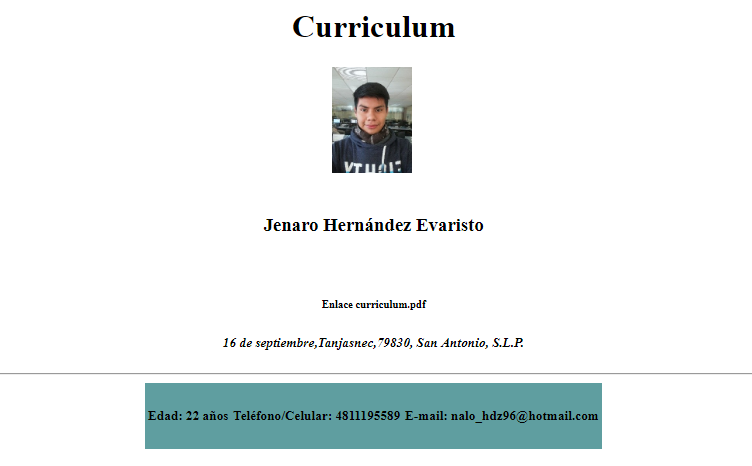 Curriculum
Jenaro Hernández Evaristo
Enlace curriculum.pdf
16 de septiembre,Tanjasnec,79830, San Antonio, S.L.P.
Edad: 22 años Teléfono/Celular: 4811195589 E-mail: nalo_hdz96@hotmail.com